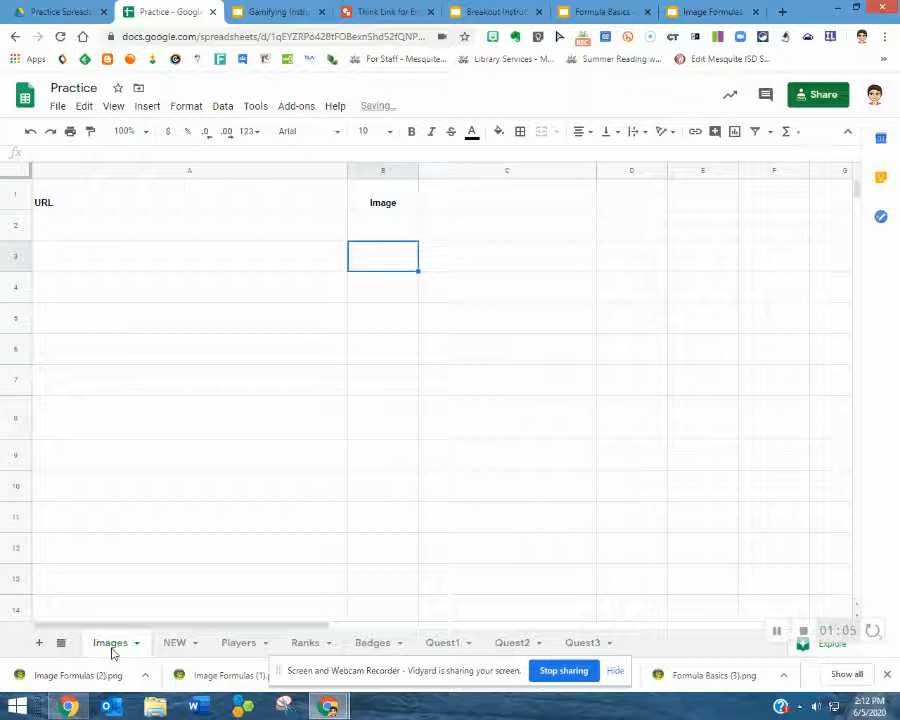 Practice Spreads
Practice - Google
Gamifying Instru
Think Link for Er
Breakout Instruc
Formula Basics -
Image Formulas
docs.google.com/spreadsheets/d/1qEYZRPo428tFOBexnShd52fQNP...
Apps
For Staff - Mesquite...
Library Services - M...
Summer Reading w...
Edit Mesquite ISD S...
Practice
File Edit View Insert Format Data Tools Add-ons Help Saving...
Share
100% $ % .0 .00 123 Arial 10 B I S A
fx
A B C D E F G
1 URL Image
2
3
4
5
6
7
8
9
10
11
12
13
14
Images NEW Players Ranks Badges Quest1 Quest2 Quest3
01:05
Explore
Image Formulas (2).png
Image Formulas (1).p
Screen and Webcam Recorder - Vidyard is sharing your screen.
Stop sharing
Hide
Formula Basics (3).png
Show all
2:12 PM
6/5/2020